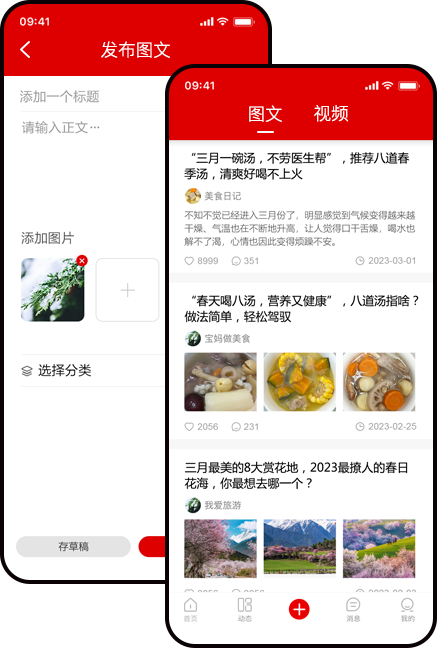 09:41
发布图文
添加一个标题
请输入正文···
添加图片
选择分类
存草稿
09:41
图文
视频
“三月一碗汤，不劳医生帮”，推荐八道春
季汤，清爽好喝不上火
美食日记
不知不觉已经进入三月份了，明显感觉到气候变得越来越
干燥、气温也在不断地升高，让人觉得口干舌燥，喝水也
解不了渴，心情也因此变得烦躁不安。
8999
351
2023-03-01
“春天喝八汤，营养又健康”，八道汤指啥？
做法简单，轻松驾驭
宝妈做美食
2056
231
2023-02-25
三月最美的8大赏花地，2023最撩人的春日
花海，你最想去哪一个？
我爱旅游
首页
动态
消息
我的